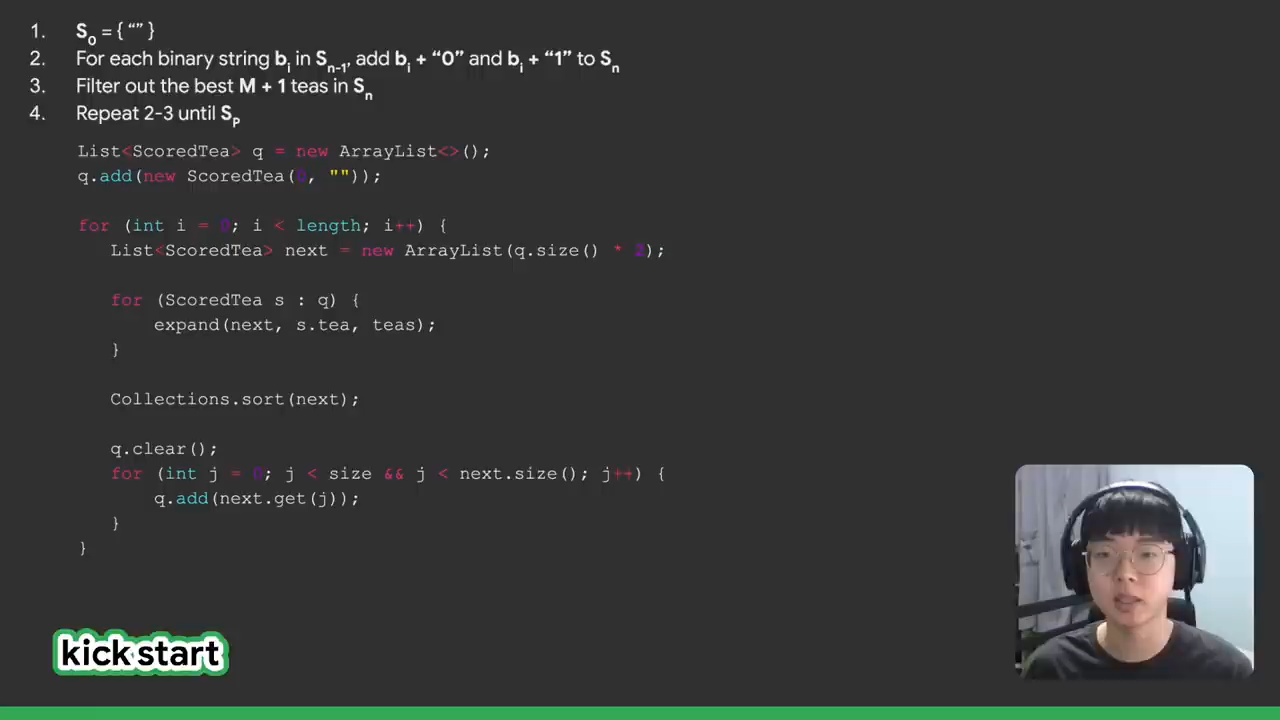 1. S0 = { “” }
2. For each binary string bi in Sn-1, add bi + “0” and bi + “1” to Sn
3. Filter out the best M + 1 teas in Sn
4. Repeat 2-3 until Sp
List<ScoredTea> q = new ArrayList<>();
q.add(new ScoredTea(0, ""));
for (int i = 0; i < length; i++) {
List<ScoredTea> next = new ArrayList(q.size() * 2);
for (ScoredTea s : q) {
expand(next, s.tea, teas);
}
Collections.sort(next);
q.clear();
for (int j = 0; j < size && j < next.size(); j++) {
q.add(next.get(j));
}
}
kickstart